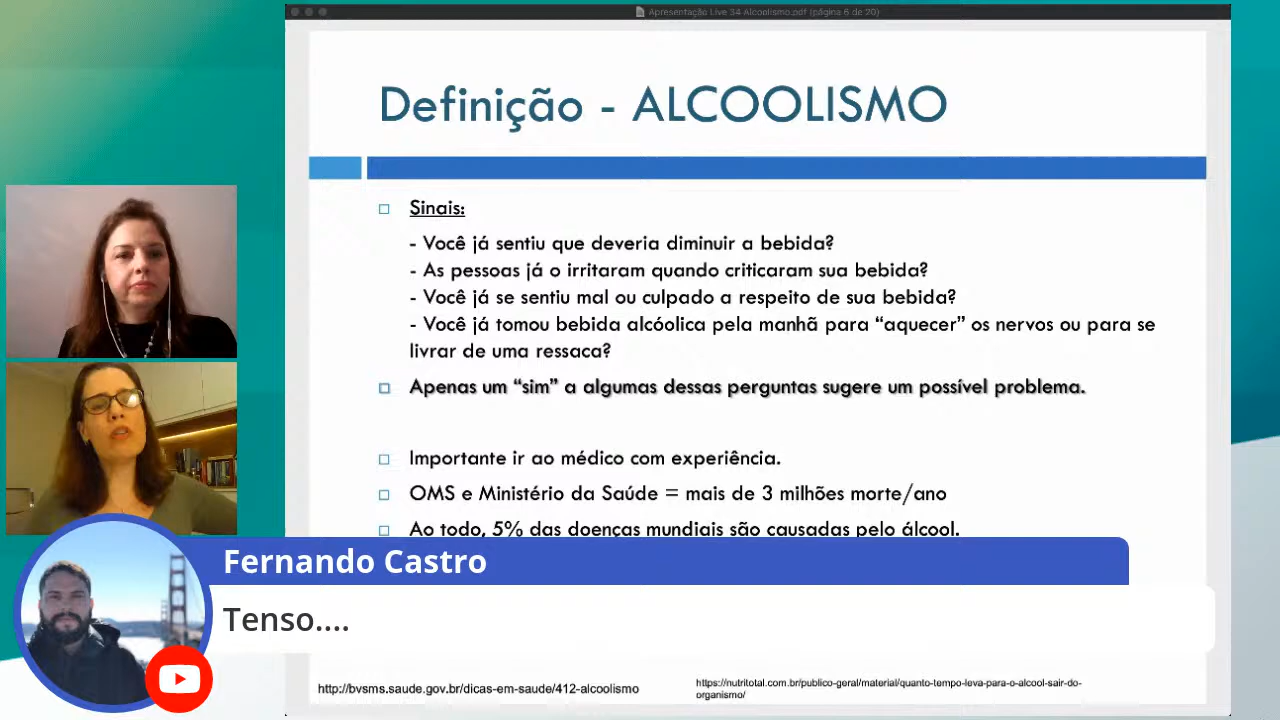 Apresentação Live 34 Alcoolismo.pdf (página 6 de 20)
Definição - ALCOOLISMO
Sinais:
- Você já sentiu que deveria diminuir a bebida?
- As pessoas já o irritaram quando criticaram sua bebida?
- Você já se sentiu mal ou culpado a respeito de sua bebida?
- Você já tomou bebida alcóolica pela manhã para “aquecer” os nervos ou para se
livrar de uma ressaca?
Apenas um “sim” a algumas dessas perguntas sugere um possível problema.
Importante ir ao médico com experiência.
OMS e Ministério da Saúde = mais de 3 milhões morte/ano
Ao todo, 5% das doenças mundiais são causadas pelo álcool.
Fernando Castro
Tenso....
http://bvsms.saude.gov.br/dicas-em-saude/412-alcoolismo
https://nutritotal.com.br/publico-geral/material/quanto-tempo-leva-para-o-alcool-sair-do-
organismo/